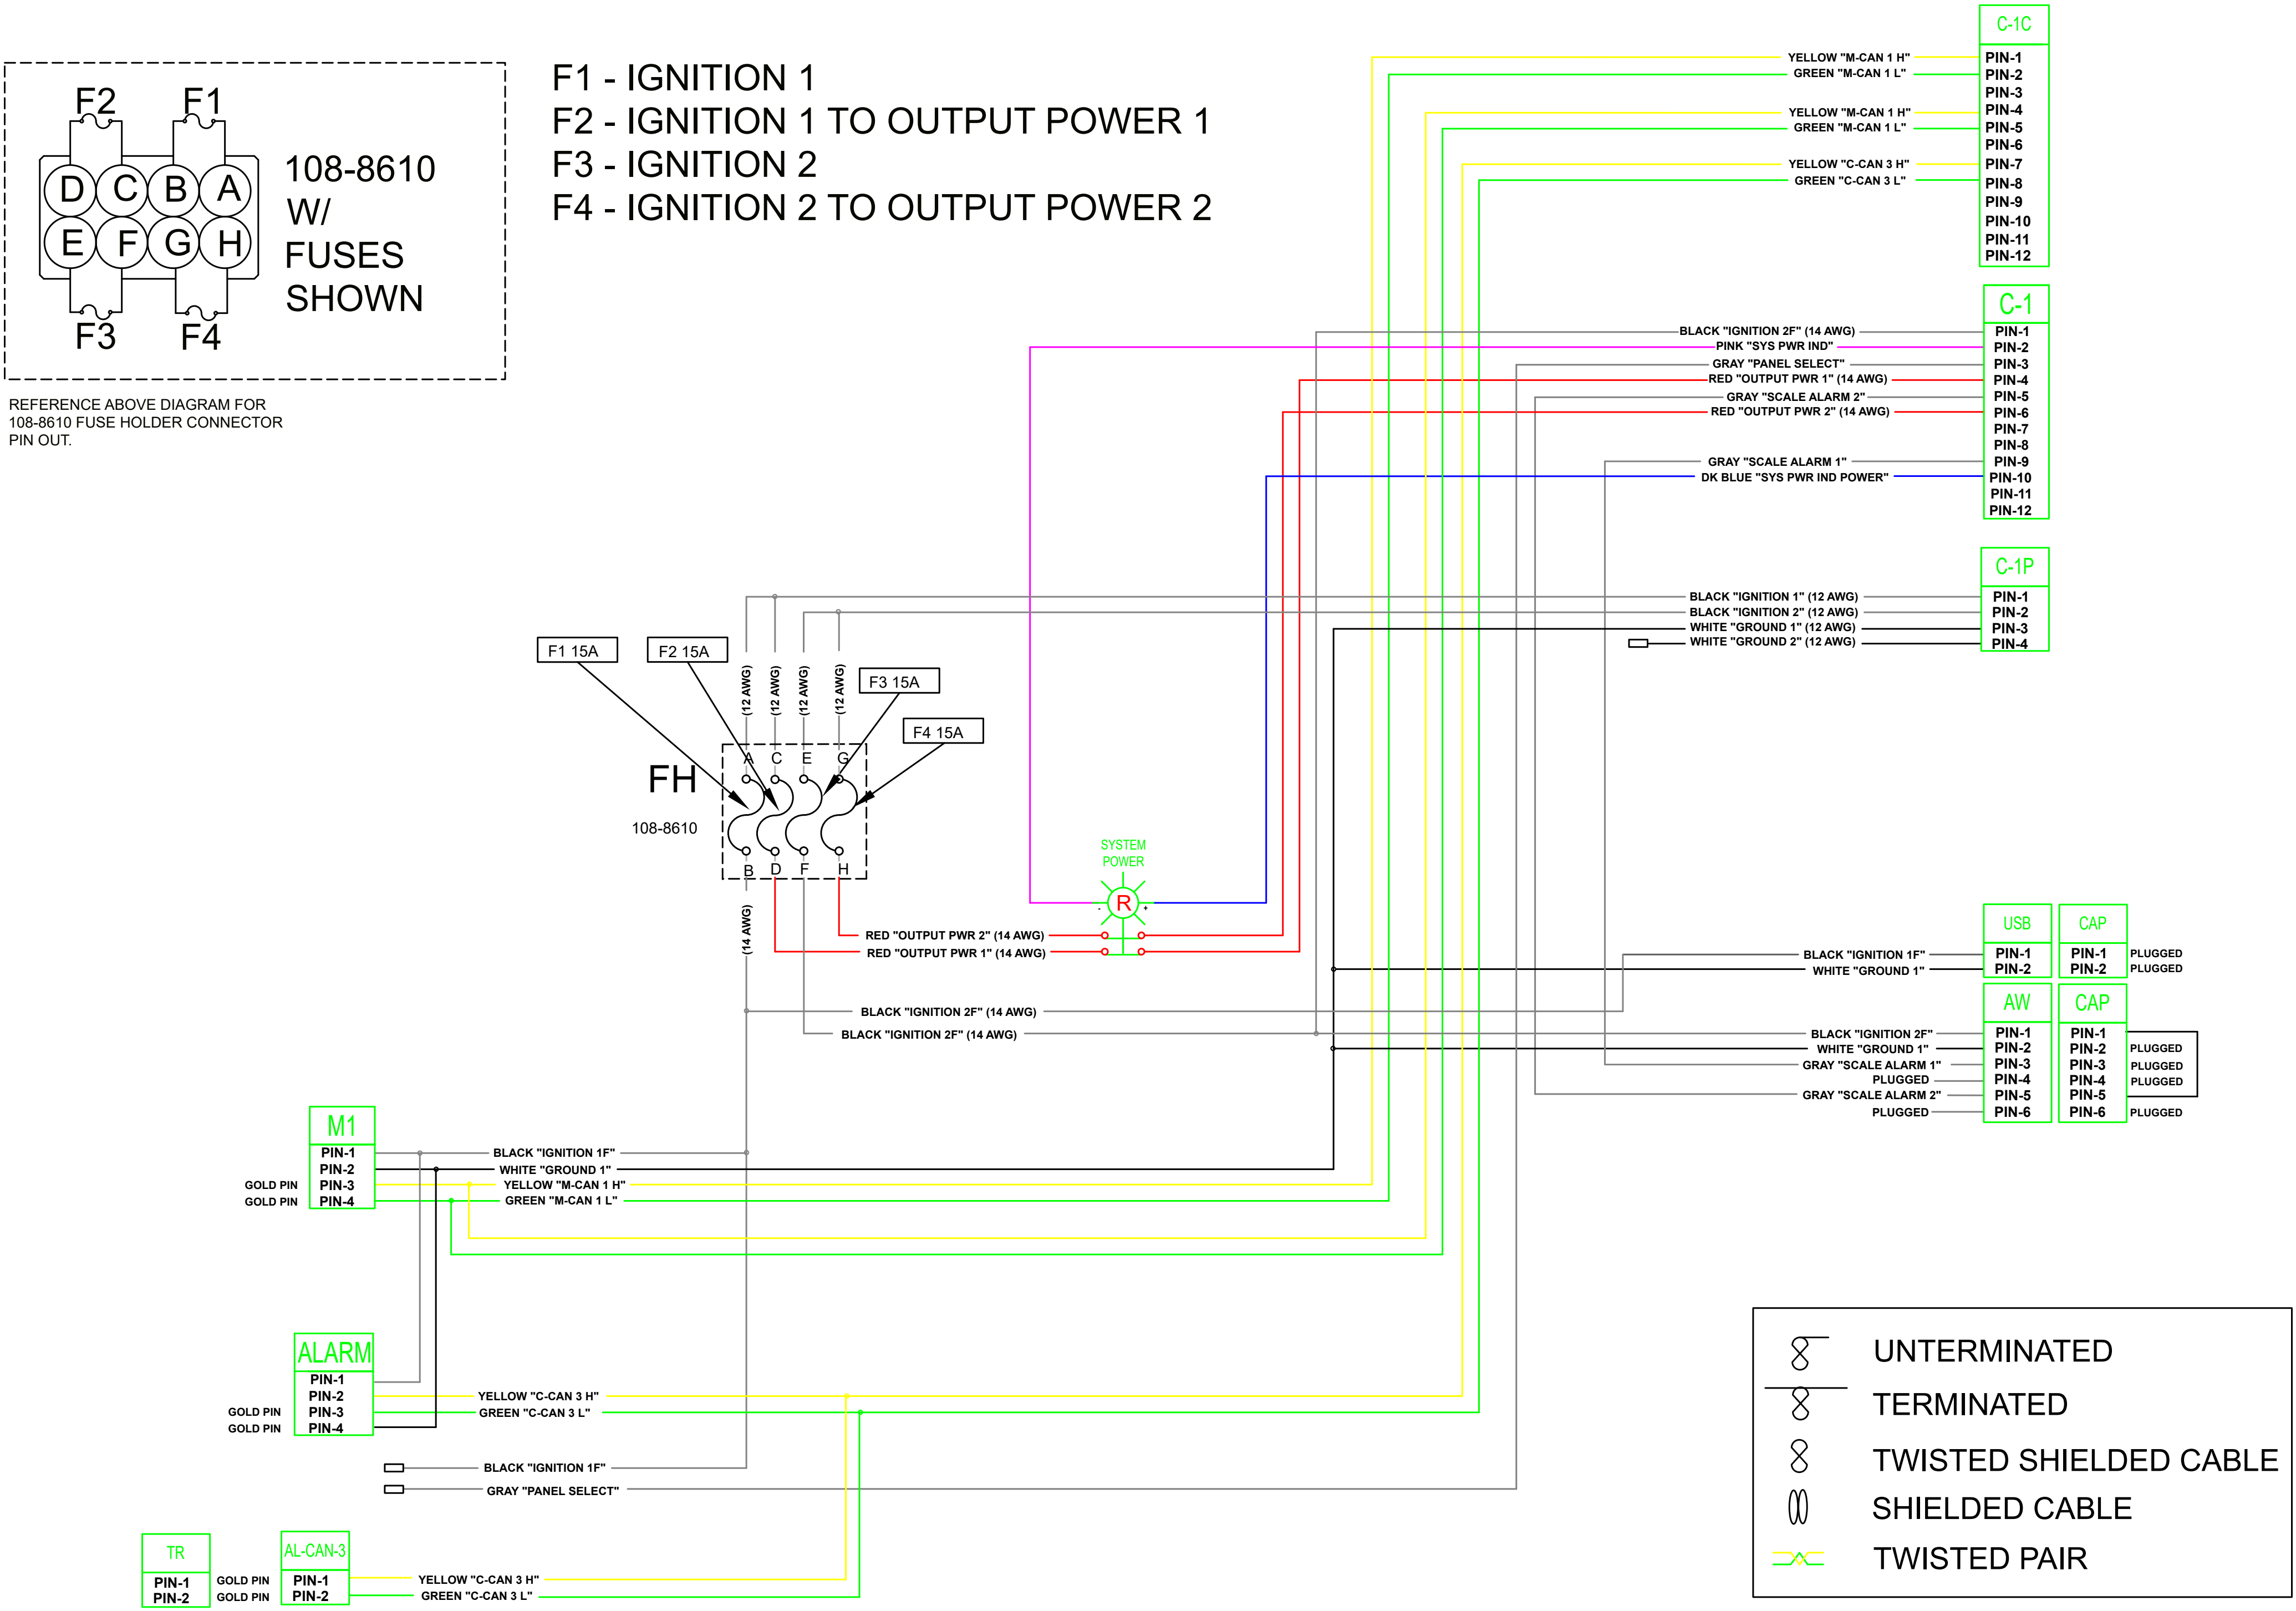 F2 F1
D C B A
E F G H
F3 F4
108-8610
W/
FUSES
SHOWN
REFERENCE ABOVE DIAGRAM FOR
108-8610 FUSE HOLDER CONNECTOR
PIN OUT.
F1 - IGNITION 1
F2 - IGNITION 1 TO OUTPUT POWER 1
F3 - IGNITION 2
F4 - IGNITION 2 TO OUTPUT POWER 2
C-1C
YELLOW "M-CAN 1 H" PIN-1
GREEN "M-CAN 1 L" PIN-2
PIN-3
YELLOW "M-CAN 1 H" PIN-4
GREEN "M-CAN 1 L" PIN-5
PIN-6
YELLOW "C-CAN 3 H" PIN-7
GREEN "C-CAN 3 L" PIN-8
PIN-9
PIN-10
PIN-11
PIN-12
C-1
BLACK "IGNITION 2F" (14 AWG) PIN-1
PINK "SYS PWR IND" PIN-2
GRAY "PANEL SELECT" PIN-3
RED "OUTPUT PWR 1" (14 AWG) PIN-4
GRAY "SCALE ALARM 2" PIN-5
RED "OUTPUT PWR 2" (14 AWG) PIN-6
PIN-7
PIN-8
GRAY "SCALE ALARM 1" PIN-9
DK BLUE "SYS PWR IND POWER" PIN-10
PIN-11
PIN-12
C-1P
BLACK "IGNITION 1" (12 AWG) PIN-1
BLACK "IGNITION 2" (12 AWG) PIN-2
WHITE "GROUND 1" (12 AWG) PIN-3
WHITE "GROUND 2" (12 AWG) PIN-4
F1 15A
F2 15A
F3 15A
F4 15A
(12 AWG) (12 AWG) (12 AWG) (12 AWG)
A C E G
FH
108-8610
B D F H
(14 AWG)
SYSTEM
POWER
- R +
RED "OUTPUT PWR 2" (14 AWG)
RED "OUTPUT PWR 1" (14 AWG)
BLACK "IGNITION 2F" (14 AWG)
BLACK "IGNITION 2F" (14 AWG)
USB CAP
BLACK "IGNITION 1F" PIN-1 PIN-1 PLUGGED
WHITE "GROUND 1" PIN-2 PIN-2 PLUGGED
AW CAP
BLACK "IGNITION 2F" PIN-1 PIN-1
WHITE "GROUND 1" PIN-2 PIN-2 PLUGGED
GRAY "SCALE ALARM 1" PIN-3 PIN-3 PLUGGED
PLUGGED PIN-4 PIN-4 PLUGGED
GRAY "SCALE ALARM 2" PIN-5 PIN-5
PLUGGED PIN-6 PIN-6 PLUGGED
M1
PIN-1 BLACK "IGNITION 1F"
PIN-2 WHITE "GROUND 1"
GOLD PIN PIN-3 YELLOW "M-CAN 1 H"
GOLD PIN PIN-4 GREEN "M-CAN 1 L"
ALARM
PIN-1
PIN-2 YELLOW "C-CAN 3 H"
GOLD PIN PIN-3 GREEN "C-CAN 3 L"
GOLD PIN PIN-4
BLACK "IGNITION 1F"
GRAY "PANEL SELECT"
TR AL-CAN-3
PIN-1 GOLD PIN PIN-1 YELLOW "C-CAN 3 H"
PIN-2 GOLD PIN PIN-2 GREEN "C-CAN 3 L"
UNTERMINATED
TERMINATED
TWISTED SHIELDED CABLE
SHIELDED CABLE
TWISTED PAIR